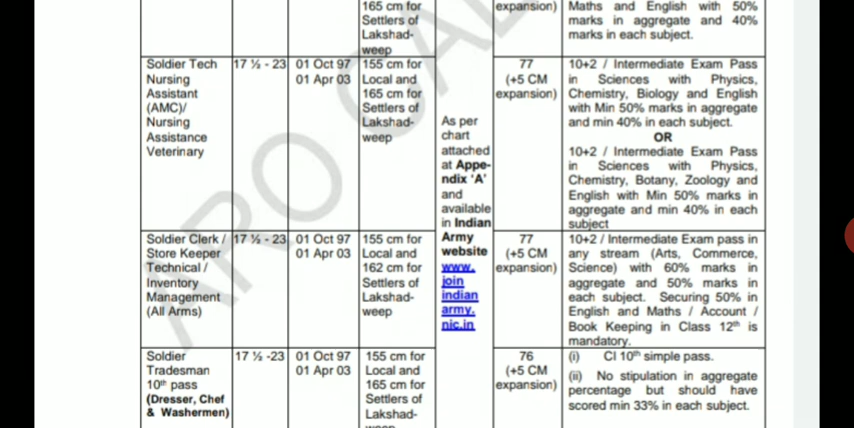 165 cm for
Settlers of
Lakshad-
weep
expansion)
Maths and English with 50%
marks in aggregate and 40%
marks in each subject.
Soldier Tech
Nursing
Assistant
(AMC)/
Nursing
Assistance
Veterinary
17 ½ - 23
01 Oct 97
01 Apr 03
155 cm for
Local and
165 cm for
Settlers of
Lakshad-
weep
As per
chart
attached
at Appe-
ndix 'A'
and
available
in Indian
Army
website
www.
join
indian
army.
nic.in
77
(+5 CM
expansion)
10+2 / Intermediate Exam Pass
in Sciences with Physics,
Chemistry, Biology and English
with Min 50% marks in aggregate
and min 40% in each subject.
OR
10+2 / Intermediate Exam Pass
in Sciences with Physics,
Chemistry, Botany, Zoology and
English with Min 50% marks in
aggregate and min 40% in each
subject
Soldier Clerk /
Store Keeper
Technical /
Inventory
Management
(All Arms)
17 ½ - 23
01 Oct 97
01 Apr 03
155 cm for
Local and
162 cm for
Settlers of
Lakshad-
weep
77
(+5 CM
expansion)
10+2 / Intermediate Exam pass in
any stream (Arts, Commerce,
Science) with 60% marks in
aggregate and 50% marks in
each subject. Securing 50% in
English and Maths / Account /
Book Keeping in Class 12th is
mandatory.
Soldier
Tradesman
10th pass
(Dresser, Chef
& Washermen)
17 ½ -23
01 Oct 97
01 Apr 03
155 cm for
Local and
165 cm for
Settlers of
Lakshad-
76
(+5 CM
expansion)
(i) Cl 10th simple pass.
(ii) No stipulation in aggregate
percentage but should have
scored min 33% in each subject.
ARO CAL